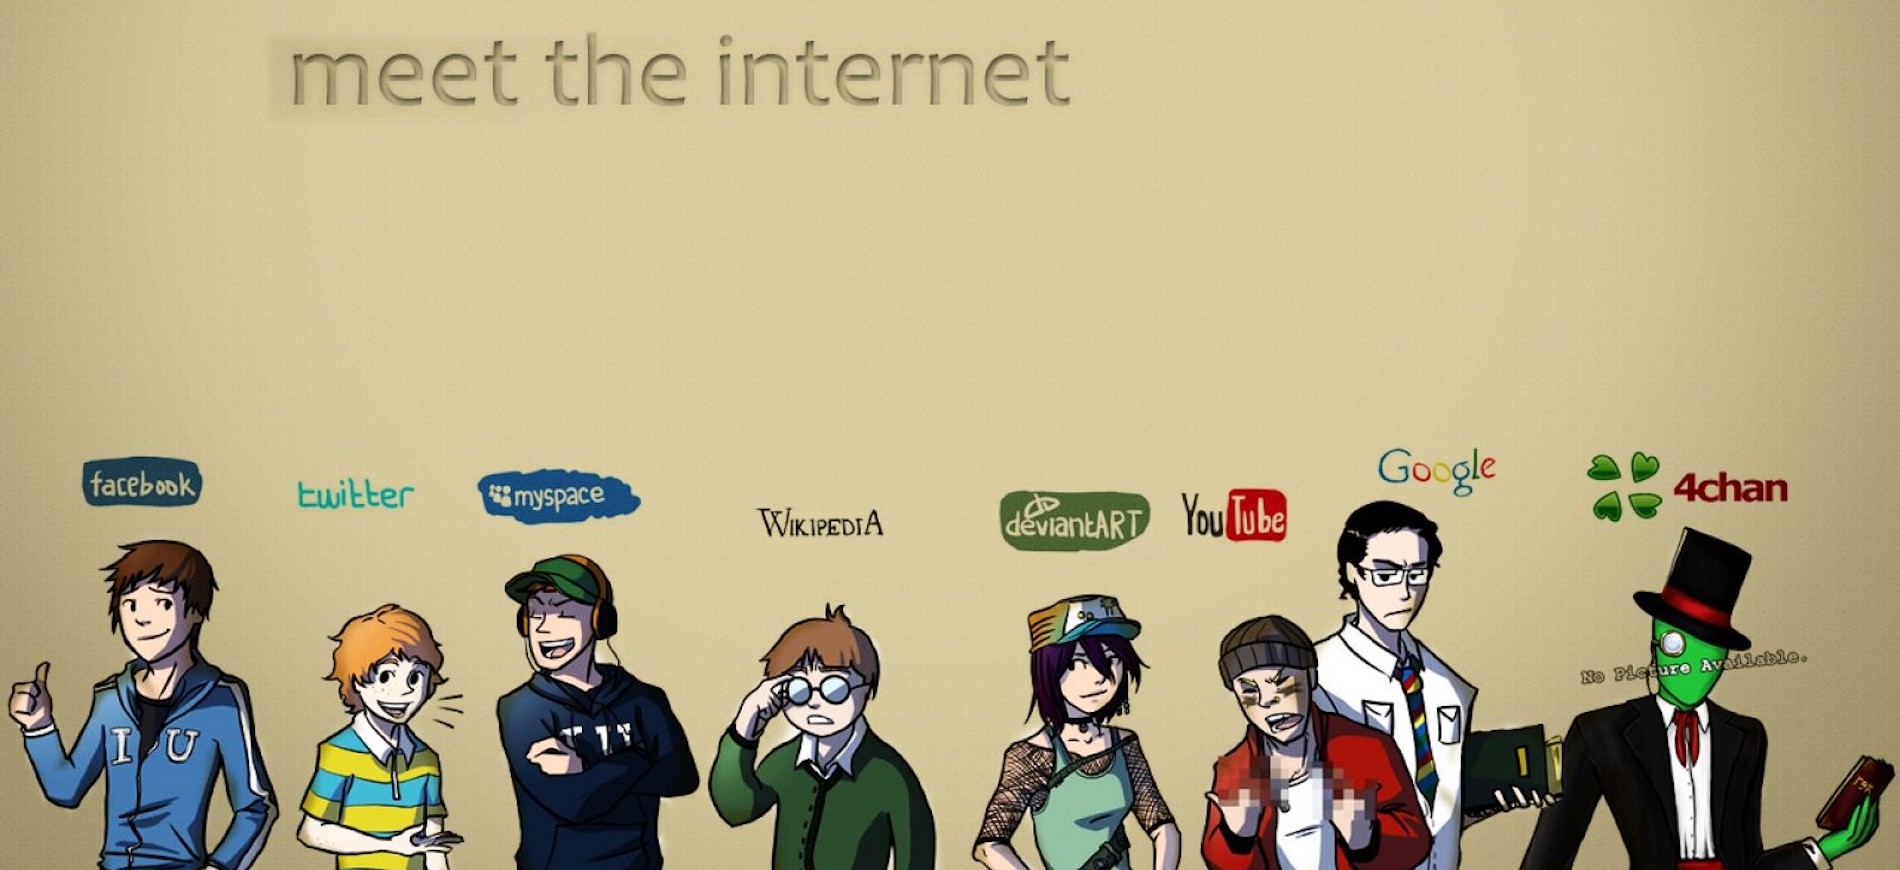 meet the internet
facebook
twitter
myspace
WIKIPEDIA
deviantART
YouTube
Google
4chan
No Picture Available.
I U